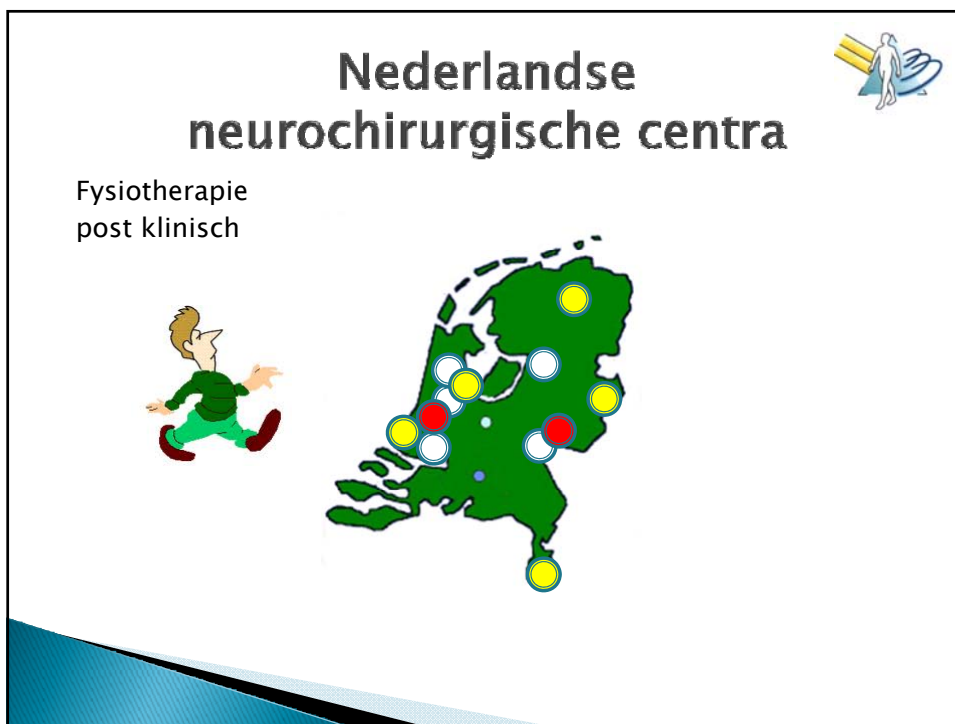 Nederlandse
neurochirurgische centra
Fysiotherapie
post klinisch